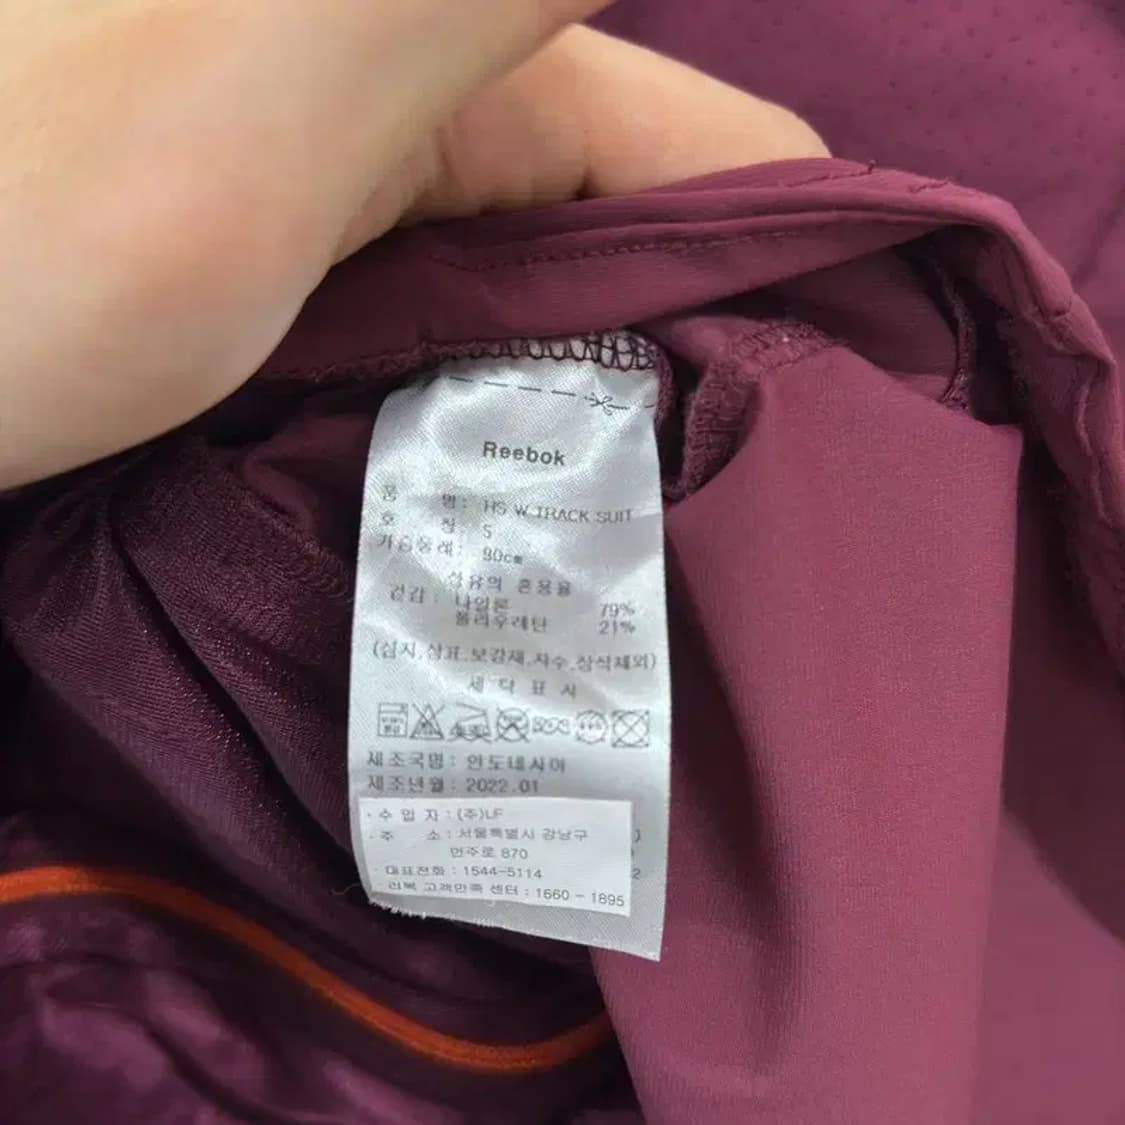 Reebok
품 명: HS W TRACK SUIT
호 칭: S
가슴둘레: 90cm
섬유의 혼용율
겉감: 나일론 79%
폴리우레탄 21%
(심지,상표,보강재,자수,장식제외)
세 탁 표 시
제조국명: 인도네시아
제조년월: 2022.01
· 수 입 자 : (주)LF
· 주 소 : 서울특별시 강남구
언주로 870
· 대표전화 : 1544-5114
· 리복 고객만족 센터 : 1660 - 1895